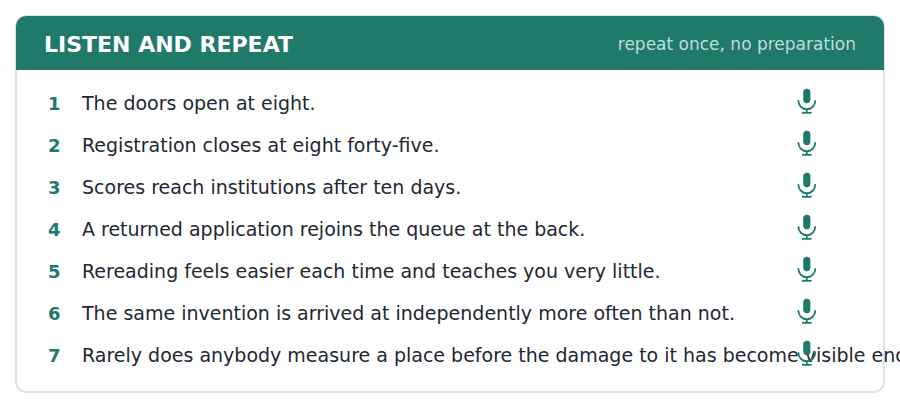 LISTEN AND REPEAT
repeat once, no preparation
1 The doors open at eight.
2 Registration closes at eight forty-five.
3 Scores reach institutions after ten days.
4 A returned application rejoins the queue at the back.
5 Rereading feels easier each time and teaches you very little.
6 The same invention is arrived at independently more often than not.
7 Rarely does anybody measure a place before the damage to it has become visible